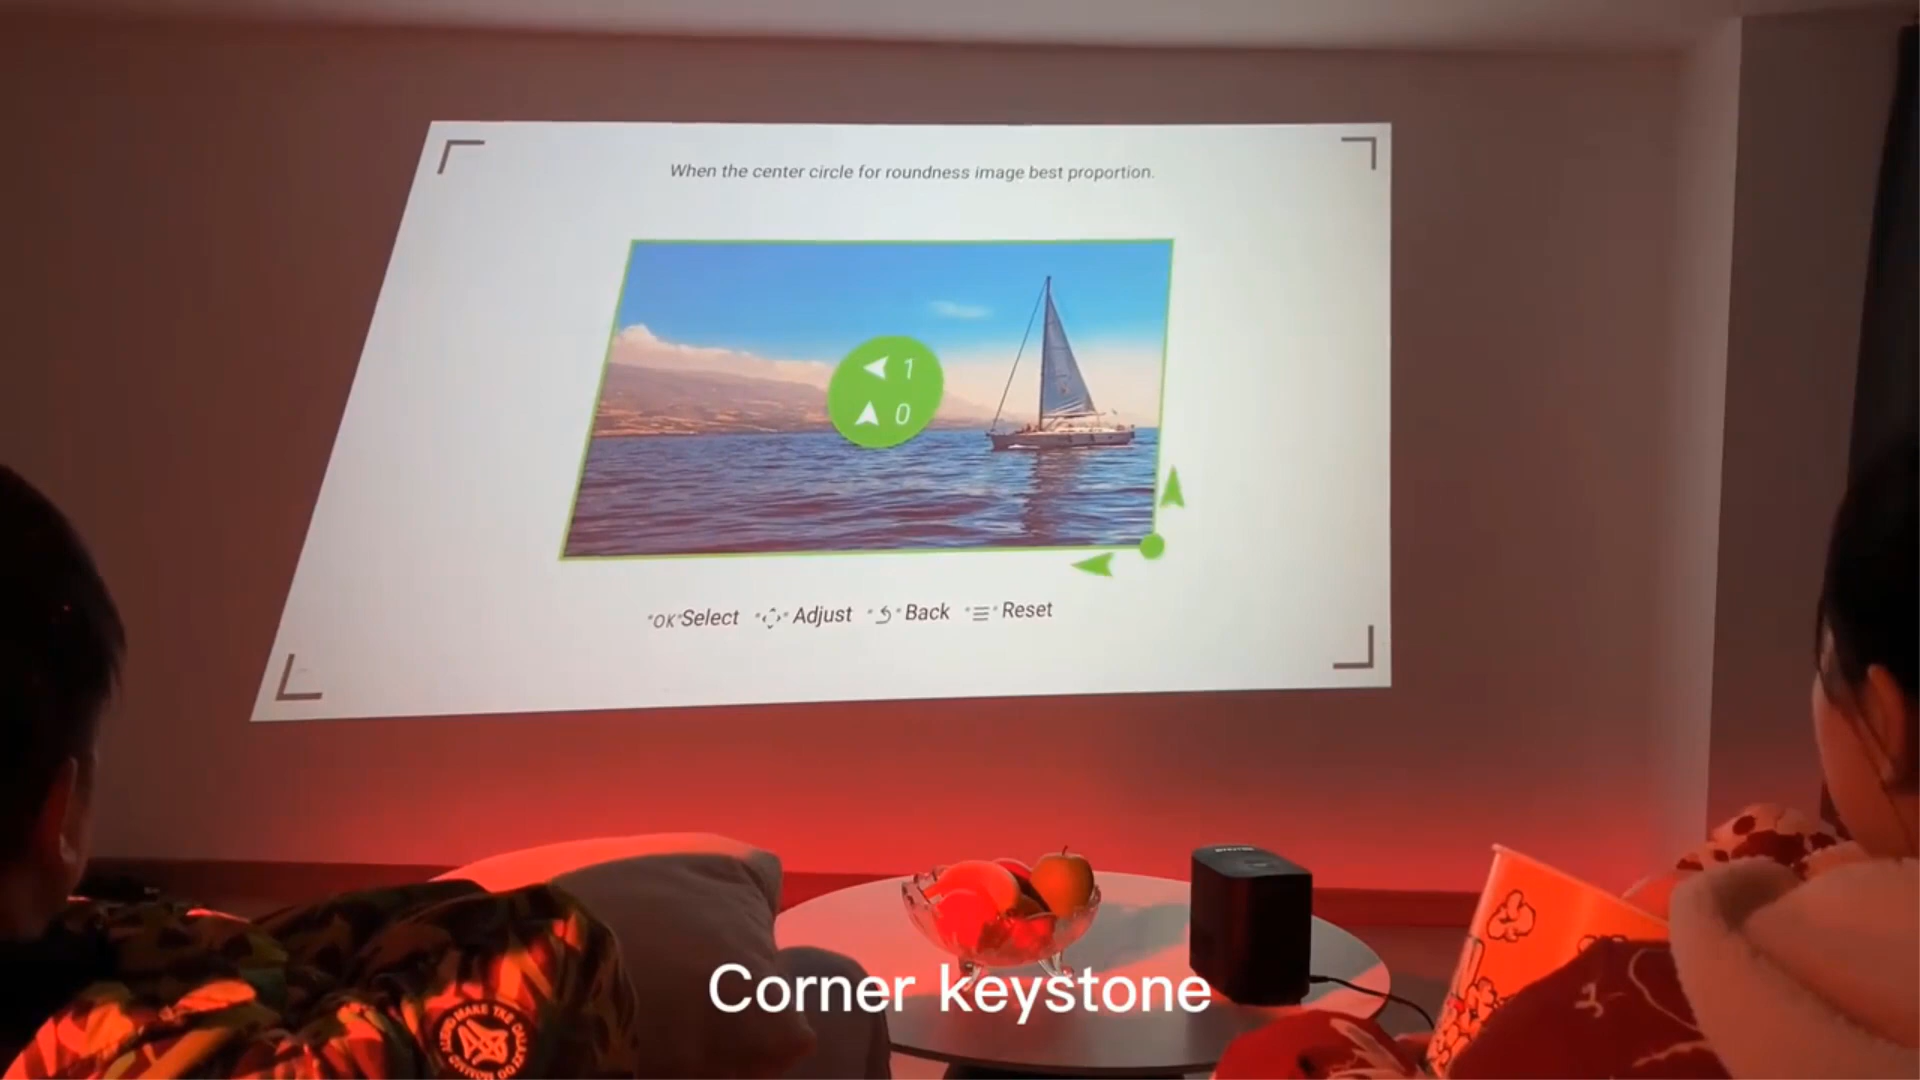 When the center circle for roundness image best proportion.
1
0
"OK"Select "" Adjust "" Back "☰" Reset
Corner keystone